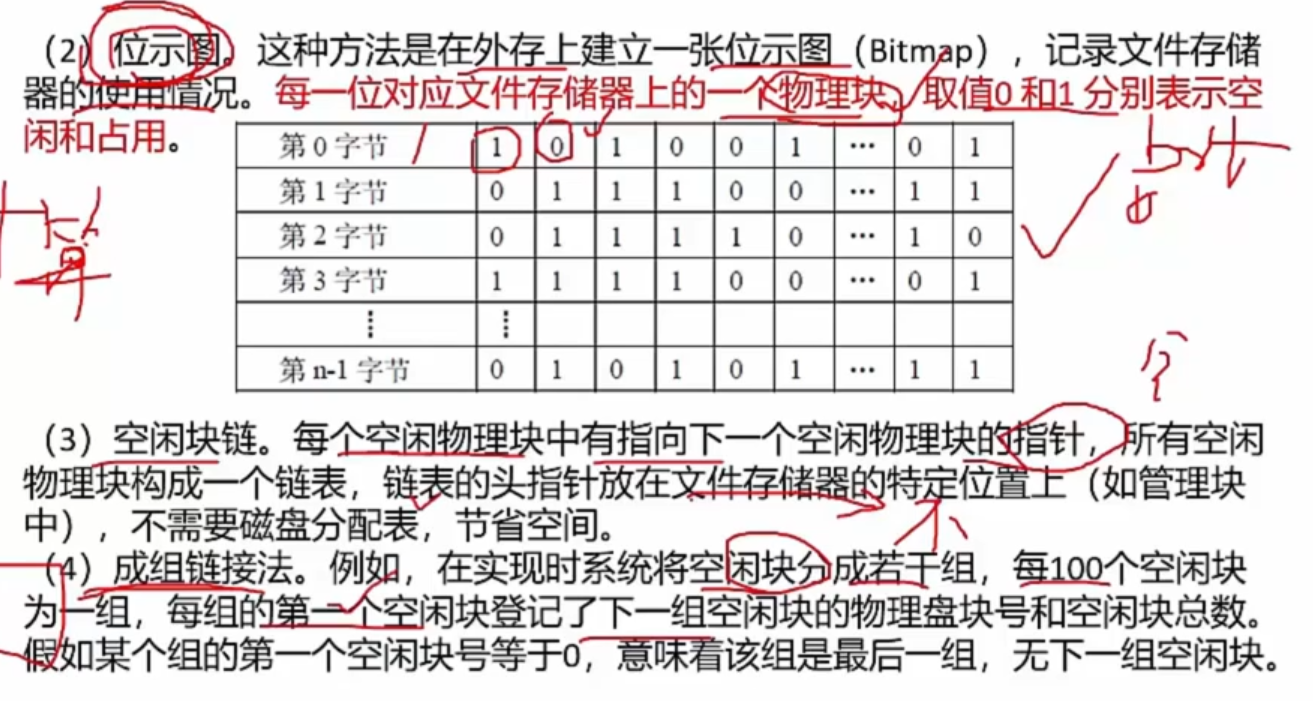 （2）位示图。这种方法是在外存上建立一张位示图（Bitmap），记录文件存储
器的使用情况。每一位对应文件存储器上的一个物理块，取值0 和1 分别表示空
闲和占用。
第 0 字节 1 0 1 0 0 1 ··· 0 1
第 1 字节 0 1 1 1 0 0 ··· 1 1
第 2 字节 0 1 1 1 1 0 ··· 1 0
第 3 字节 1 1 1 1 0 0 ··· 0 1
⋮ ⋮
第 n-1 字节 0 1 0 1 0 1 ··· 1 1
（3）空闲块链。每个空闲物理块中有指向下一个空闲物理块的指针，所有空闲
物理块构成一个链表，链表的头指针放在文件存储器的特定位置上（如管理块
中），不需要磁盘分配表，节省空间。
（4）成组链接法。例如，在实现时系统将空闲块分成若干组，每100个空闲块
为一组，每组的第一个空闲块登记了下一组空闲块的物理盘块号和空闲块总数。
假如某个组的第一个空闲块号等于0，意味着该组是最后一组，无下一组空闲块。